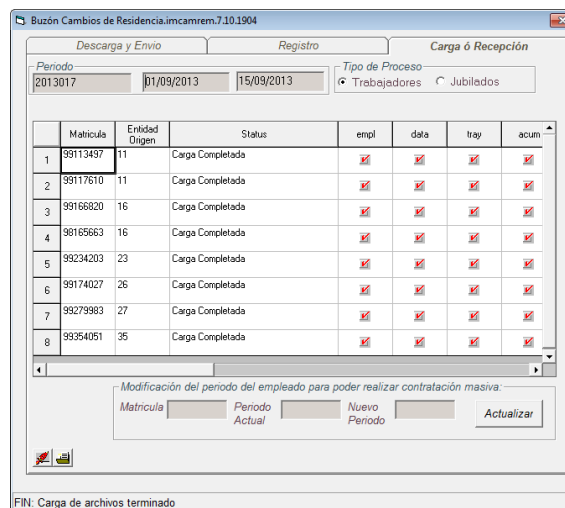 Buzón Cambios de Residencia.imcamrem.7.10.1904
Descarga y Envio Registro Carga ó Recepción
Periodo Tipo de Proceso
2013017 01/09/2013 15/09/2013 Trabajadores Jubilados
Matricula Entidad Origen Status empl data tray acum
1 99113497 11 Carga Completada
2 99117610 11 Carga Completada
3 99166820 16 Carga Completada
4 98165663 16 Carga Completada
5 99234203 23 Carga Completada
6 99174027 26 Carga Completada
7 99279983 27 Carga Completada
8 99354051 35 Carga Completada
Modificación del periodo del empleado para poder realizar contratación masiva:
Matricula Periodo Actual Nuevo Periodo Actualizar
FIN: Carga de archivos terminado